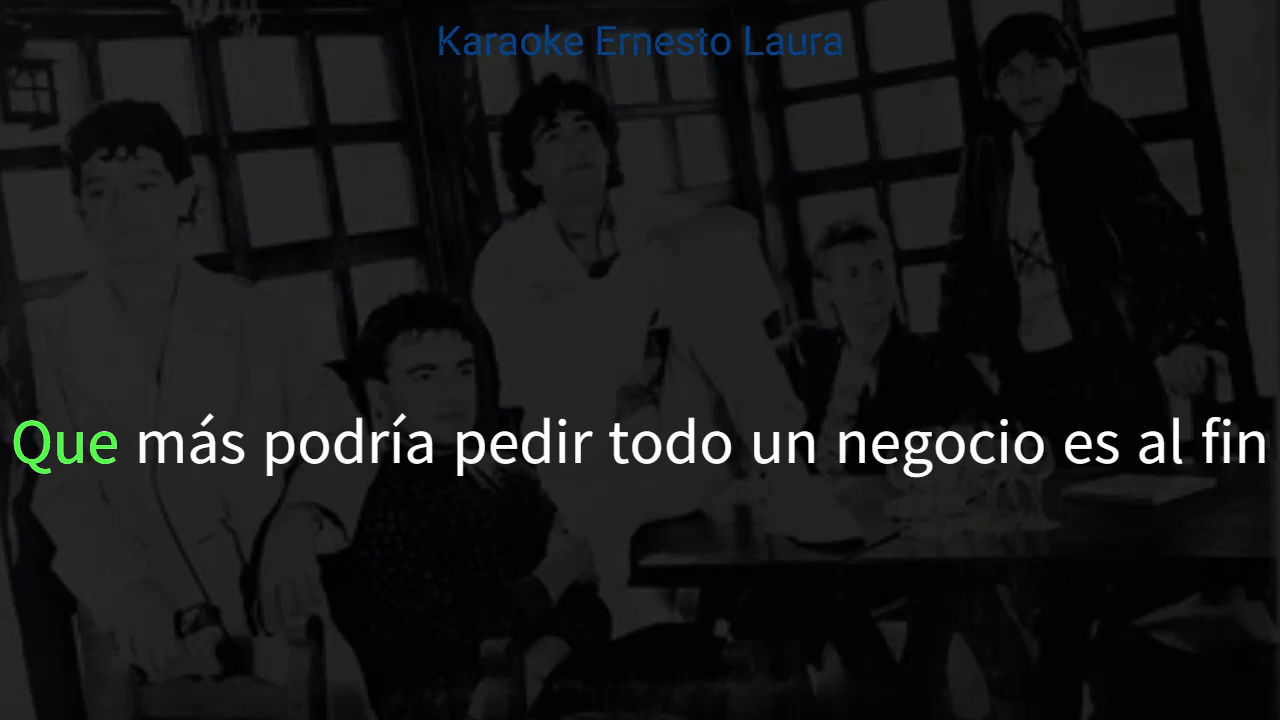 Karaoke Ernesto Laura
Que más podría pedir todo un negocio es al fin